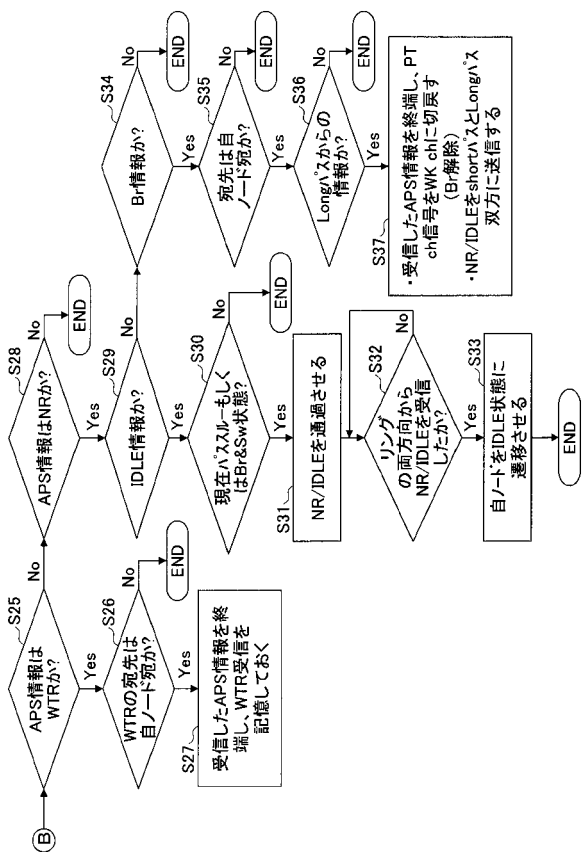 B
S25
APS情報は
WTRか?
No
Yes
S26
WTRの宛先は
自ノード宛か?
No
END
Yes
S27
受信したAPS情報を終
端し、WTR受信を
記憶しておく
S28
APS情報はNRか?
No
END
Yes
S29
IDLE情報か?
No
Yes
S30
現在パススルーもしく
はBr&Sw状態?
No
END
Yes
S31
NR/IDLEを通過させる
S32
リング
の両方向から
NR/IDLEを受信
したか?
No
Yes
S33
自ノードをIDLE状態に
遷移させる
END
S34
Br情報か?
No
END
Yes
S35
宛先は自
ノード宛か?
No
END
Yes
S36
Longパスからの
情報か?
No
END
Yes
S37
・受信したAPS情報を終端し、PT
ch信号をWK chに切戻す
(Br解除)
・NR/IDLEをshortパスとLongパス
双方に送信する